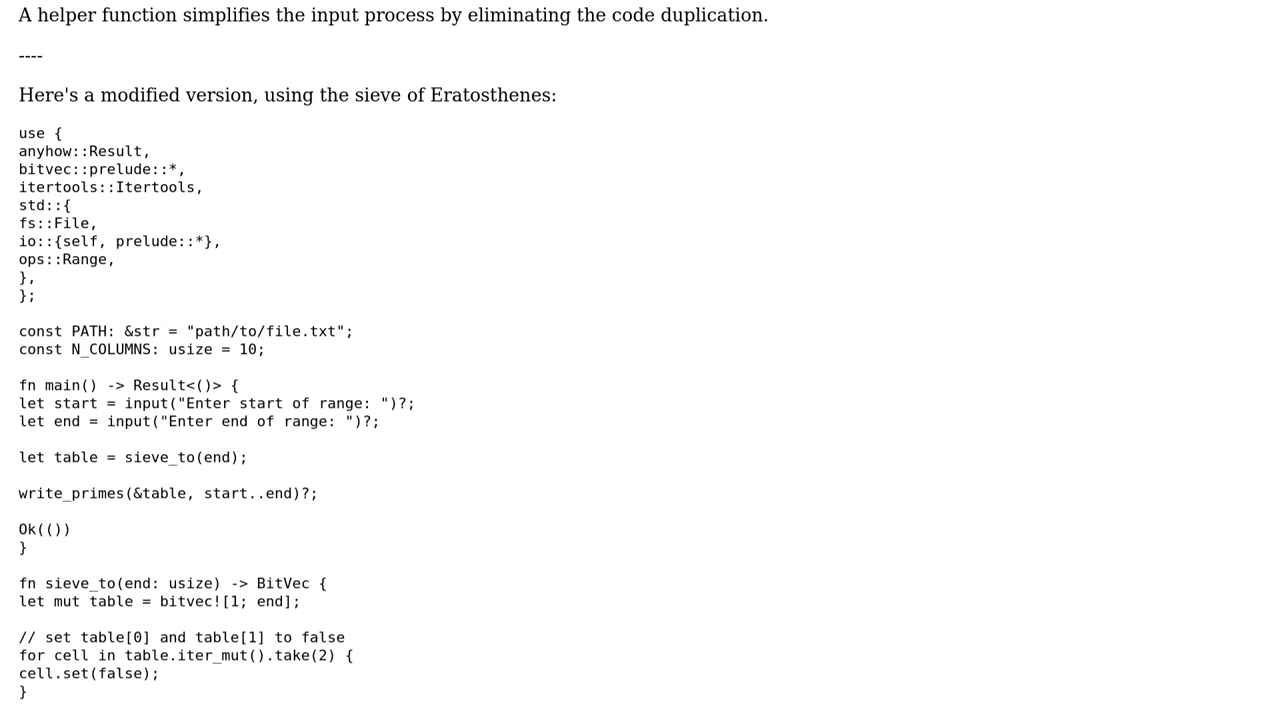 A helper function simplifies the input process by eliminating the code duplication.
----
Here's a modified version, using the sieve of Eratosthenes:
use {
anyhow::Result,
bitvec::prelude::*,
itertools::Itertools,
std::{
fs::File,
io::{self, prelude::*},
ops::Range,
},
};
const PATH: &str = "path/to/file.txt";
const N_COLUMNS: usize = 10;
fn main() -> Result<()> {
let start = input("Enter start of range: ")?;
let end = input("Enter end of range: ")?;
let table = sieve_to(end);
write_primes(&table, start..end)?;
Ok(())
}
fn sieve_to(end: usize) -> BitVec {
let mut table = bitvec![1; end];
// set table[0] and table[1] to false
for cell in table.iter_mut().take(2) {
cell.set(false);
}